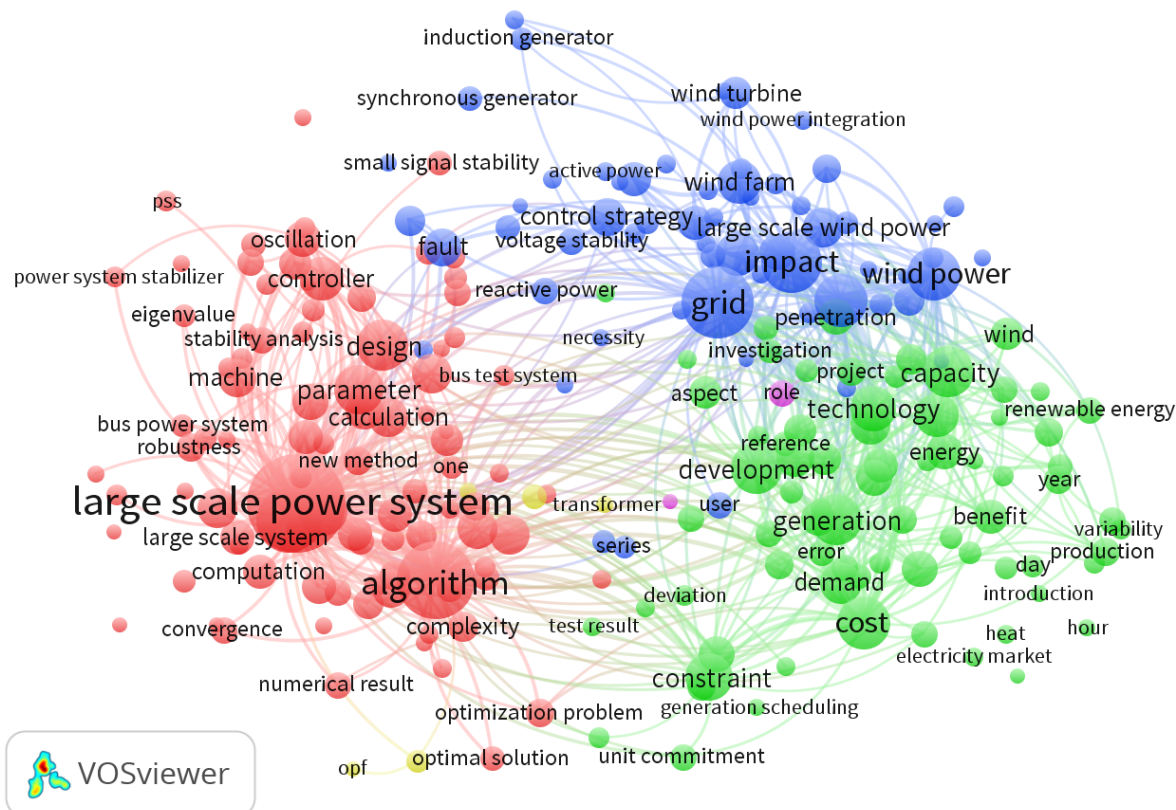 induction generator
wind turbine
synchronous generator
wind power integration
small signal stability
active power
wind farm
pss
control strategy
large scale wind power
oscillation
fault
voltage stability
impact
wind power
power system stabilizer
controller
reactive power
grid
eigenvalue
penetration
stability analysis
necessity
wind
design
investigation
machine
bus test system
project
capacity
parameter
aspect
role
calculation
technology
renewable energy
bus power system
robustness
reference
energy
new method
one
development
year
large scale power system
transformer
user
generation
benefit
variability
large scale system
series
error
production
computation
algorithm
demand
day
deviation
introduction
convergence
complexity
test result
cost
heat
hour
electricity market
numerical result
constraint
optimization problem
generation scheduling
opf
optimal solution
unit commitment
VOSviewer